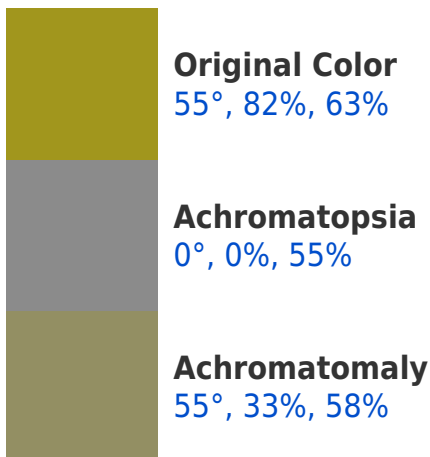 Original Color
55°, 82%, 63%
Achromatopsia
0°, 0%, 55%
Achromatomaly
55°, 33%, 58%